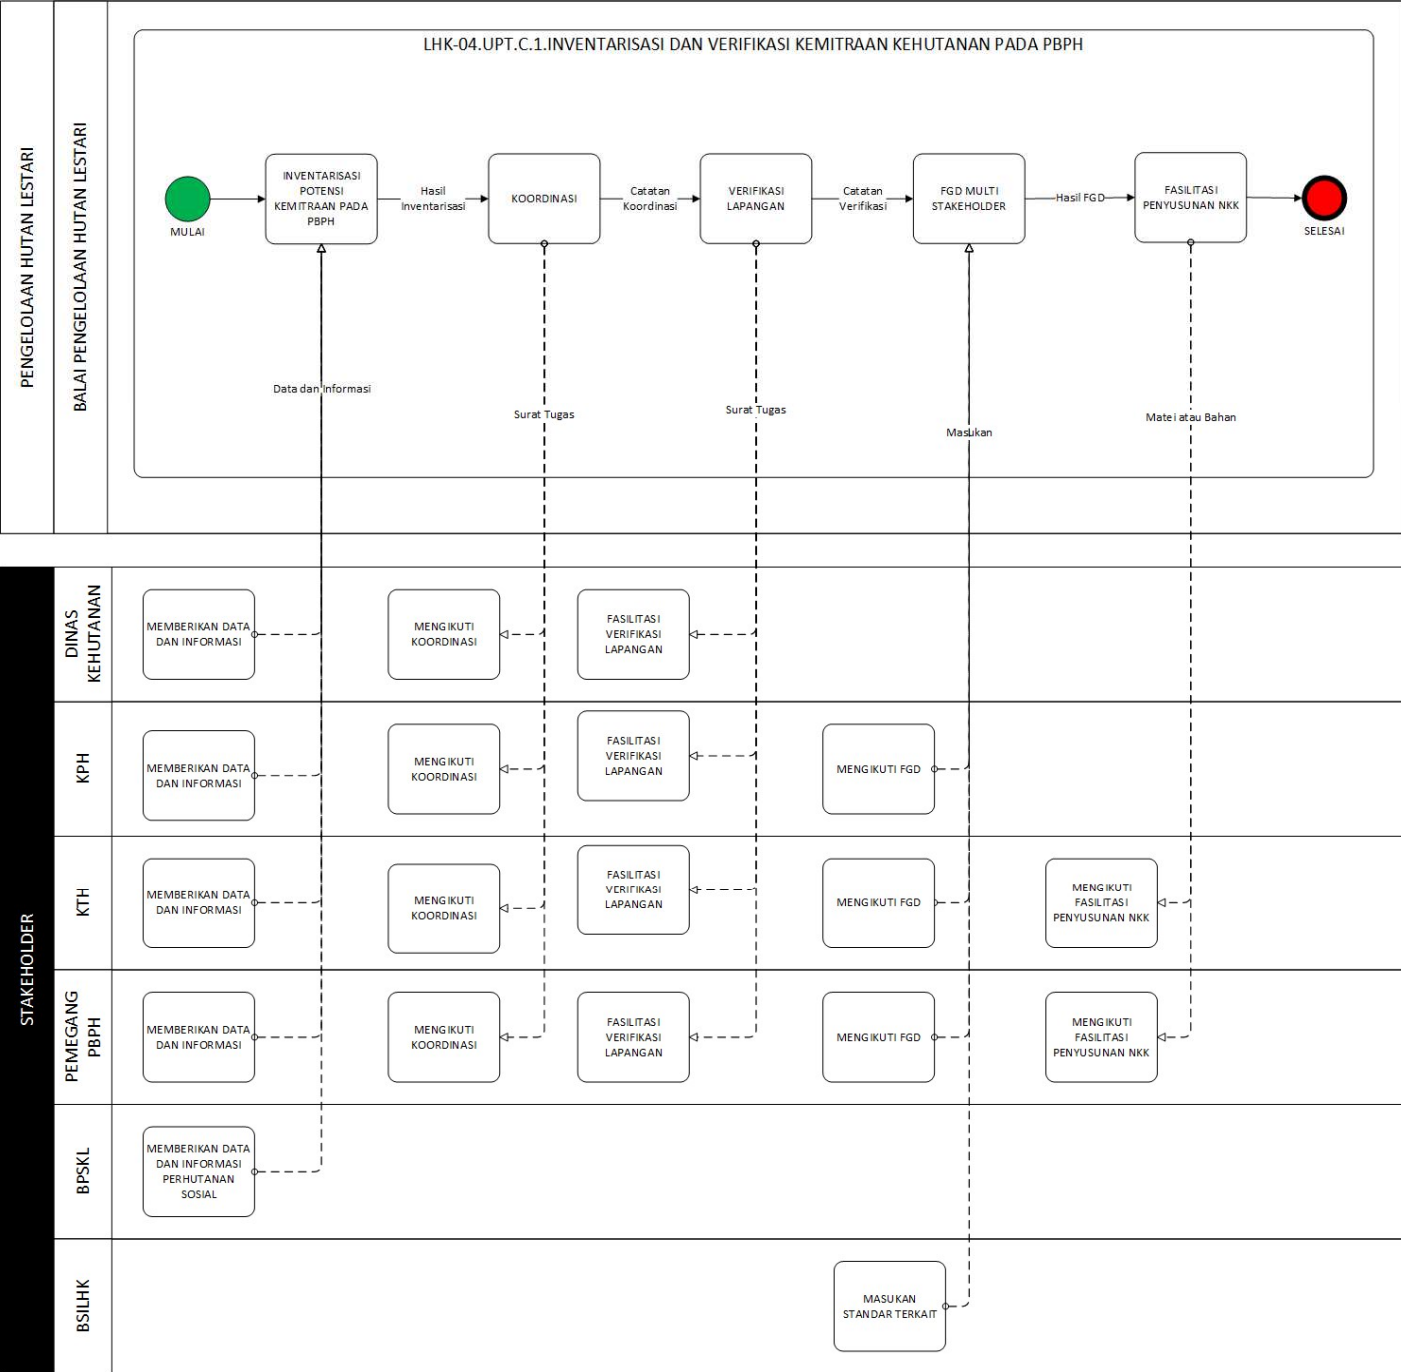 LHK-04.UPT.C.1.INVENTARISASI DAN VERIFIKASI KEMITRAAN KEHUTANAN PADA PBPH
PENGELOLAAN HUTAN LESTARI
BALAI PENGELOLAAN HUTAN LESTARI
MULAI
INVENTARISASI
POTENSI
KEMITRAAN PADA
PBPH
Hasil
Inventarisasi
KOORDINASI
Catatan
Koordinasi
VERIFIKASI
LAPANGAN
Catatan
Verifikasi
FGD MULTI
STAKEHOLDER
Hasil FGD
FASILITASI
PENYUSUNAN NKK
SELESAI
Data dan Informasi
Surat Tugas
Surat Tugas
Masukan
Matei atau Bahan
STAKEHOLDER
DINAS
KEHUTANAN
MEMBERIKAN DATA
DAN INFORMASI
MENGIKUTI
KOORDINASI
FASILITASI
VERIFIKASI
LAPANGAN
KPH
MEMBERIKAN DATA
DAN INFORMASI
MENGIKUTI
KOORDINASI
FASILITASI
VERIFIKASI
LAPANGAN
MENGIKUTI FGD
KTH
MEMBERIKAN DATA
DAN INFORMASI
MENGIKUTI
KOORDINASI
FASILITASI
VERIFIKASI
LAPANGAN
MENGIKUTI FGD
MENGIKUTI
FASILITASI
PENYUSUNAN NKK
PEMEGANG
PBPH
MEMBERIKAN DATA
DAN INFORMASI
MENGIKUTI
KOORDINASI
FASILITASI
VERIFIKASI
LAPANGAN
MENGIKUTI FGD
MENGIKUTI
FASILITASI
PENYUSUNAN NKK
BPSKL
MEMBERIKAN DATA
DAN INFORMASI
PERHUTANAN
SOSIAL
BSILHK
MASUKAN
STANDAR TERKAIT